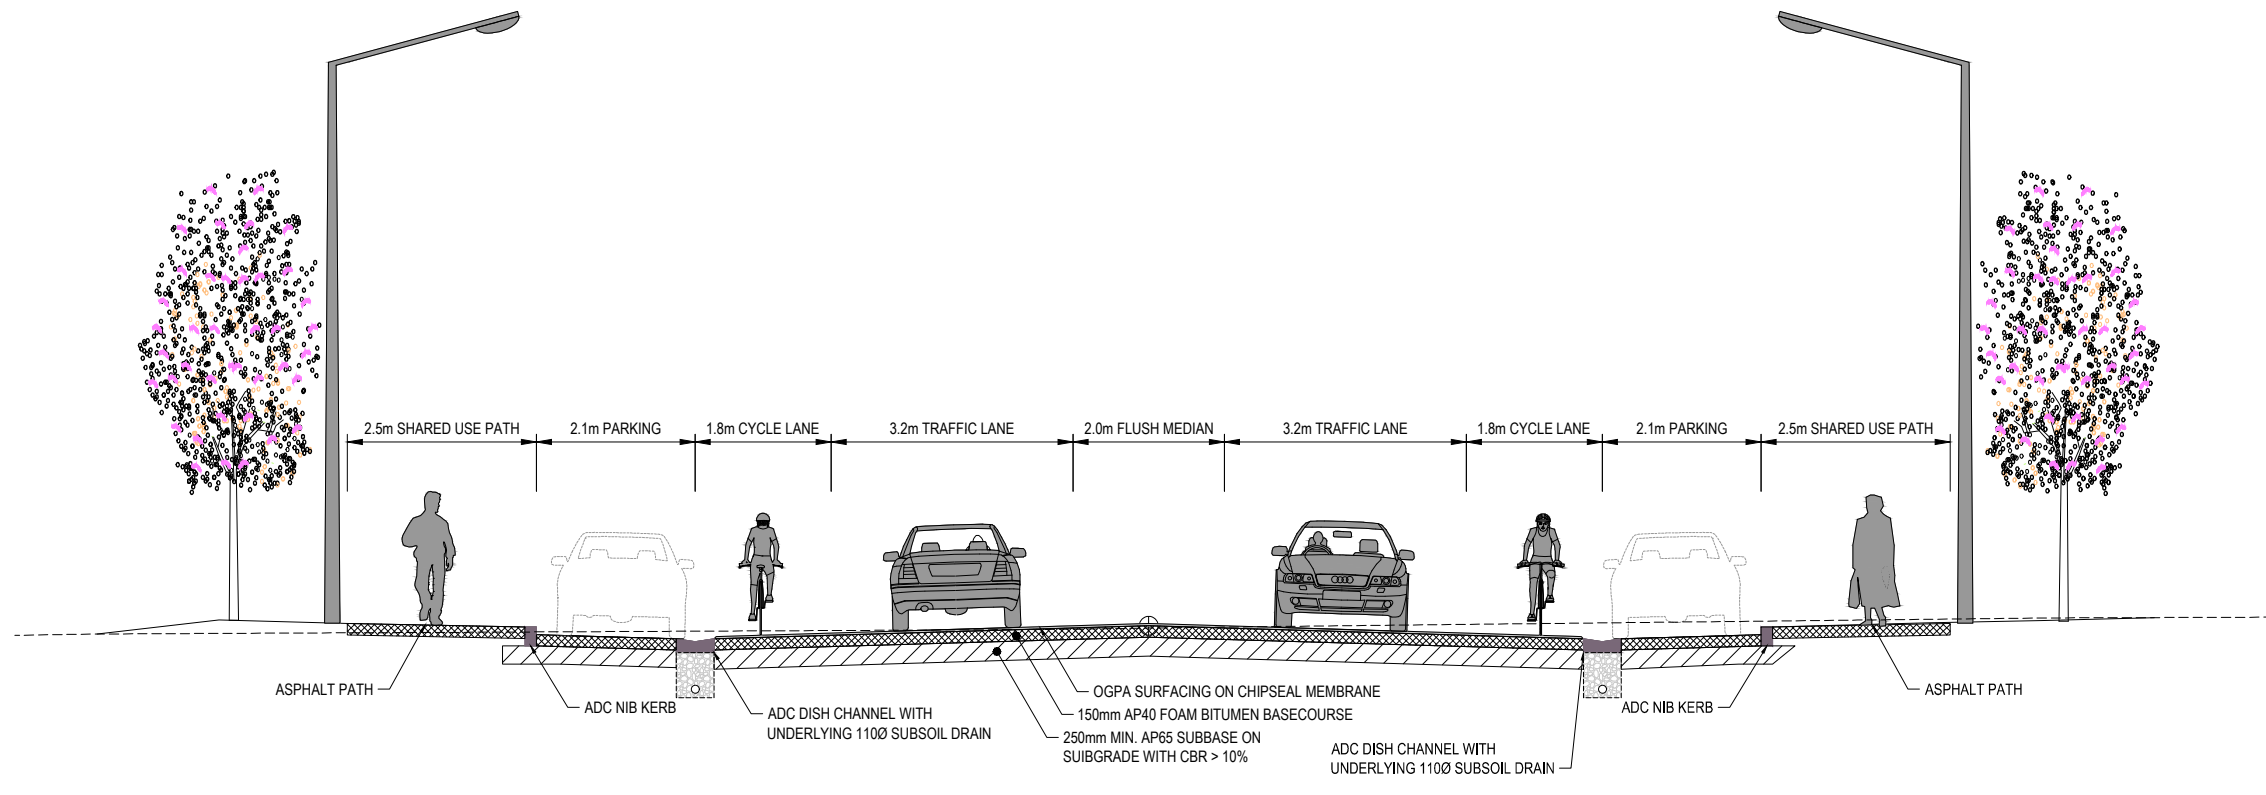 2.5m SHARED USE PATH
2.1m PARKING
1.8m CYCLE LANE
3.2m TRAFFIC LANE
2.0m FLUSH MEDIAN
3.2m TRAFFIC LANE
1.8m CYCLE LANE
2.1m PARKING
2.5m SHARED USE PATH
ASPHALT PATH
ADC NIB KERB
ADC DISH CHANNEL WITH
UNDERLYING 110Ø SUBSOIL DRAIN
OGPA SURFACING ON CHIPSEAL MEMBRANE
150mm AP40 FOAM BITUMEN BASECOURSE
250mm MIN. AP65 SUBBASE ON
SUIBGRADE WITH CBR > 10%
ADC DISH CHANNEL WITH
UNDERLYING 110Ø SUBSOIL DRAIN
ADC NIB KERB
ASPHALT PATH